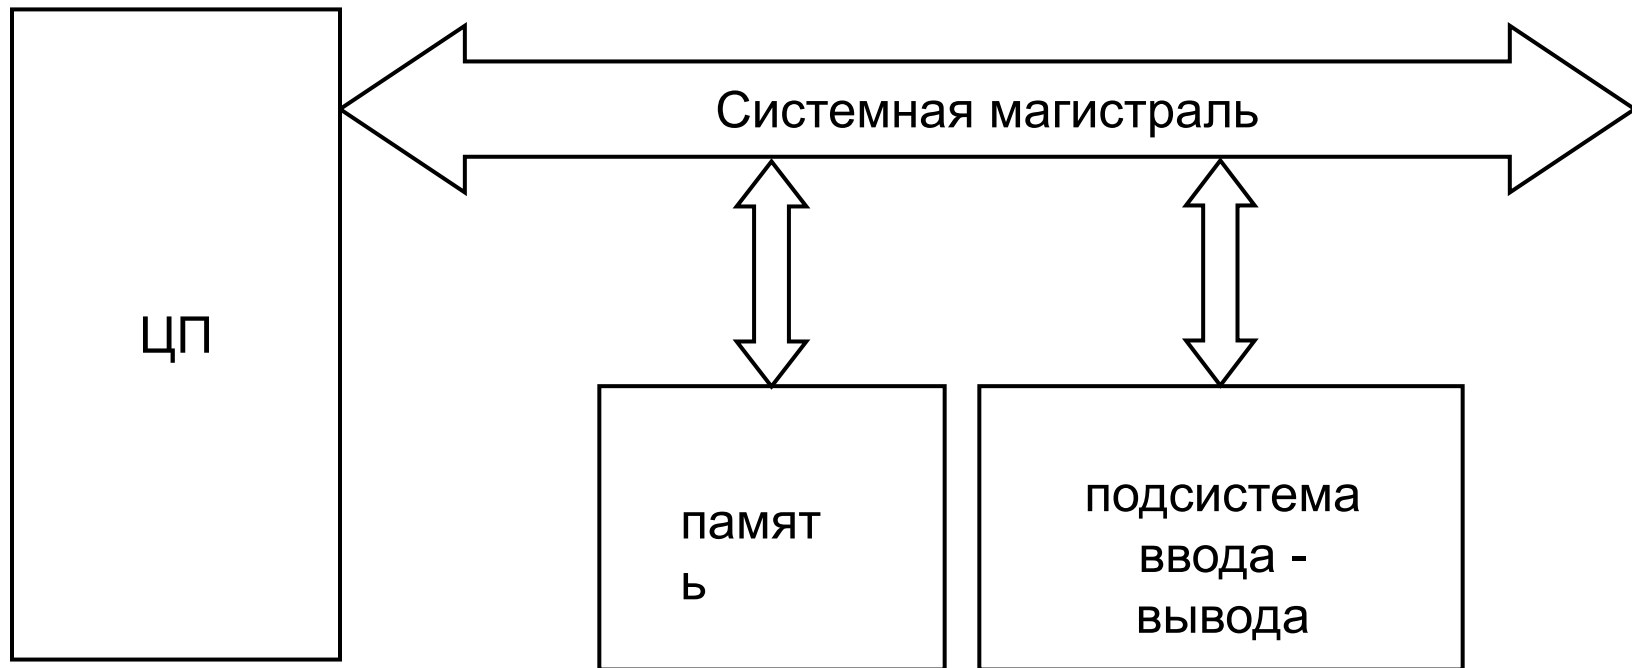 Системная магистраль
ЦП
памят
ь
подсистема
ввода -
вывода